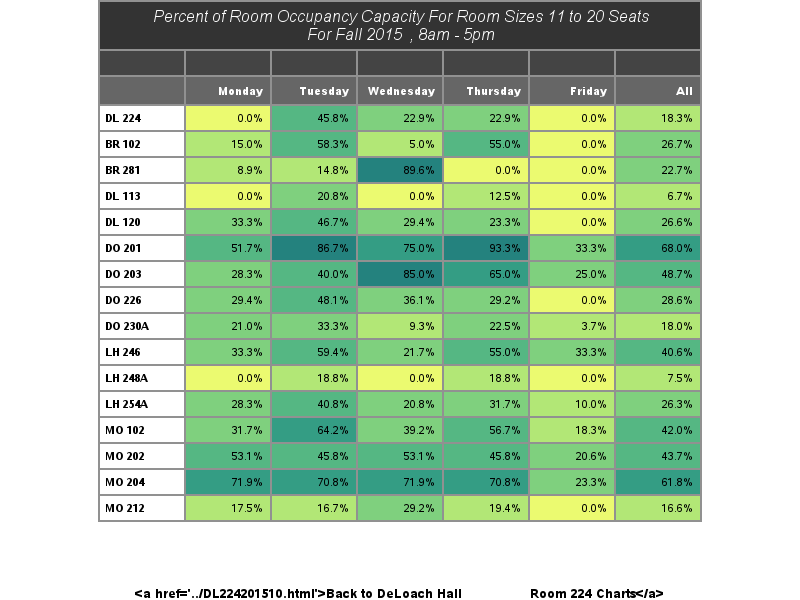 Percent of Room Occupancy Capacity For Room Sizes 11 to 20 Seats
For Fall 2015 , 8am - 5pm
Monday Tuesday Wednesday Thursday Friday All
DL 224 0.0% 45.8% 22.9% 22.9% 0.0% 18.3%
BR 102 15.0% 58.3% 5.0% 55.0% 0.0% 26.7%
BR 281 8.9% 14.8% 89.6% 0.0% 0.0% 22.7%
DL 113 0.0% 20.8% 0.0% 12.5% 0.0% 6.7%
DL 120 33.3% 46.7% 29.4% 23.3% 0.0% 26.6%
DO 201 51.7% 86.7% 75.0% 93.3% 33.3% 68.0%
DO 203 28.3% 40.0% 85.0% 65.0% 25.0% 48.7%
DO 226 29.4% 48.1% 36.1% 29.2% 0.0% 28.6%
DO 230A 21.0% 33.3% 9.3% 22.5% 3.7% 18.0%
LH 246 33.3% 59.4% 21.7% 55.0% 33.3% 40.6%
LH 248A 0.0% 18.8% 0.0% 18.8% 0.0% 7.5%
LH 254A 28.3% 40.8% 20.8% 31.7% 10.0% 26.3%
MO 102 31.7% 64.2% 39.2% 56.7% 18.3% 42.0%
MO 202 53.1% 45.8% 53.1% 45.8% 20.6% 43.7%
MO 204 71.9% 70.8% 71.9% 70.8% 23.3% 61.8%
MO 212 17.5% 16.7% 29.2% 19.4% 0.0% 16.6%
<a href='../DL224201510.html'>Back to DeLoach Hall Room 224 Charts</a>